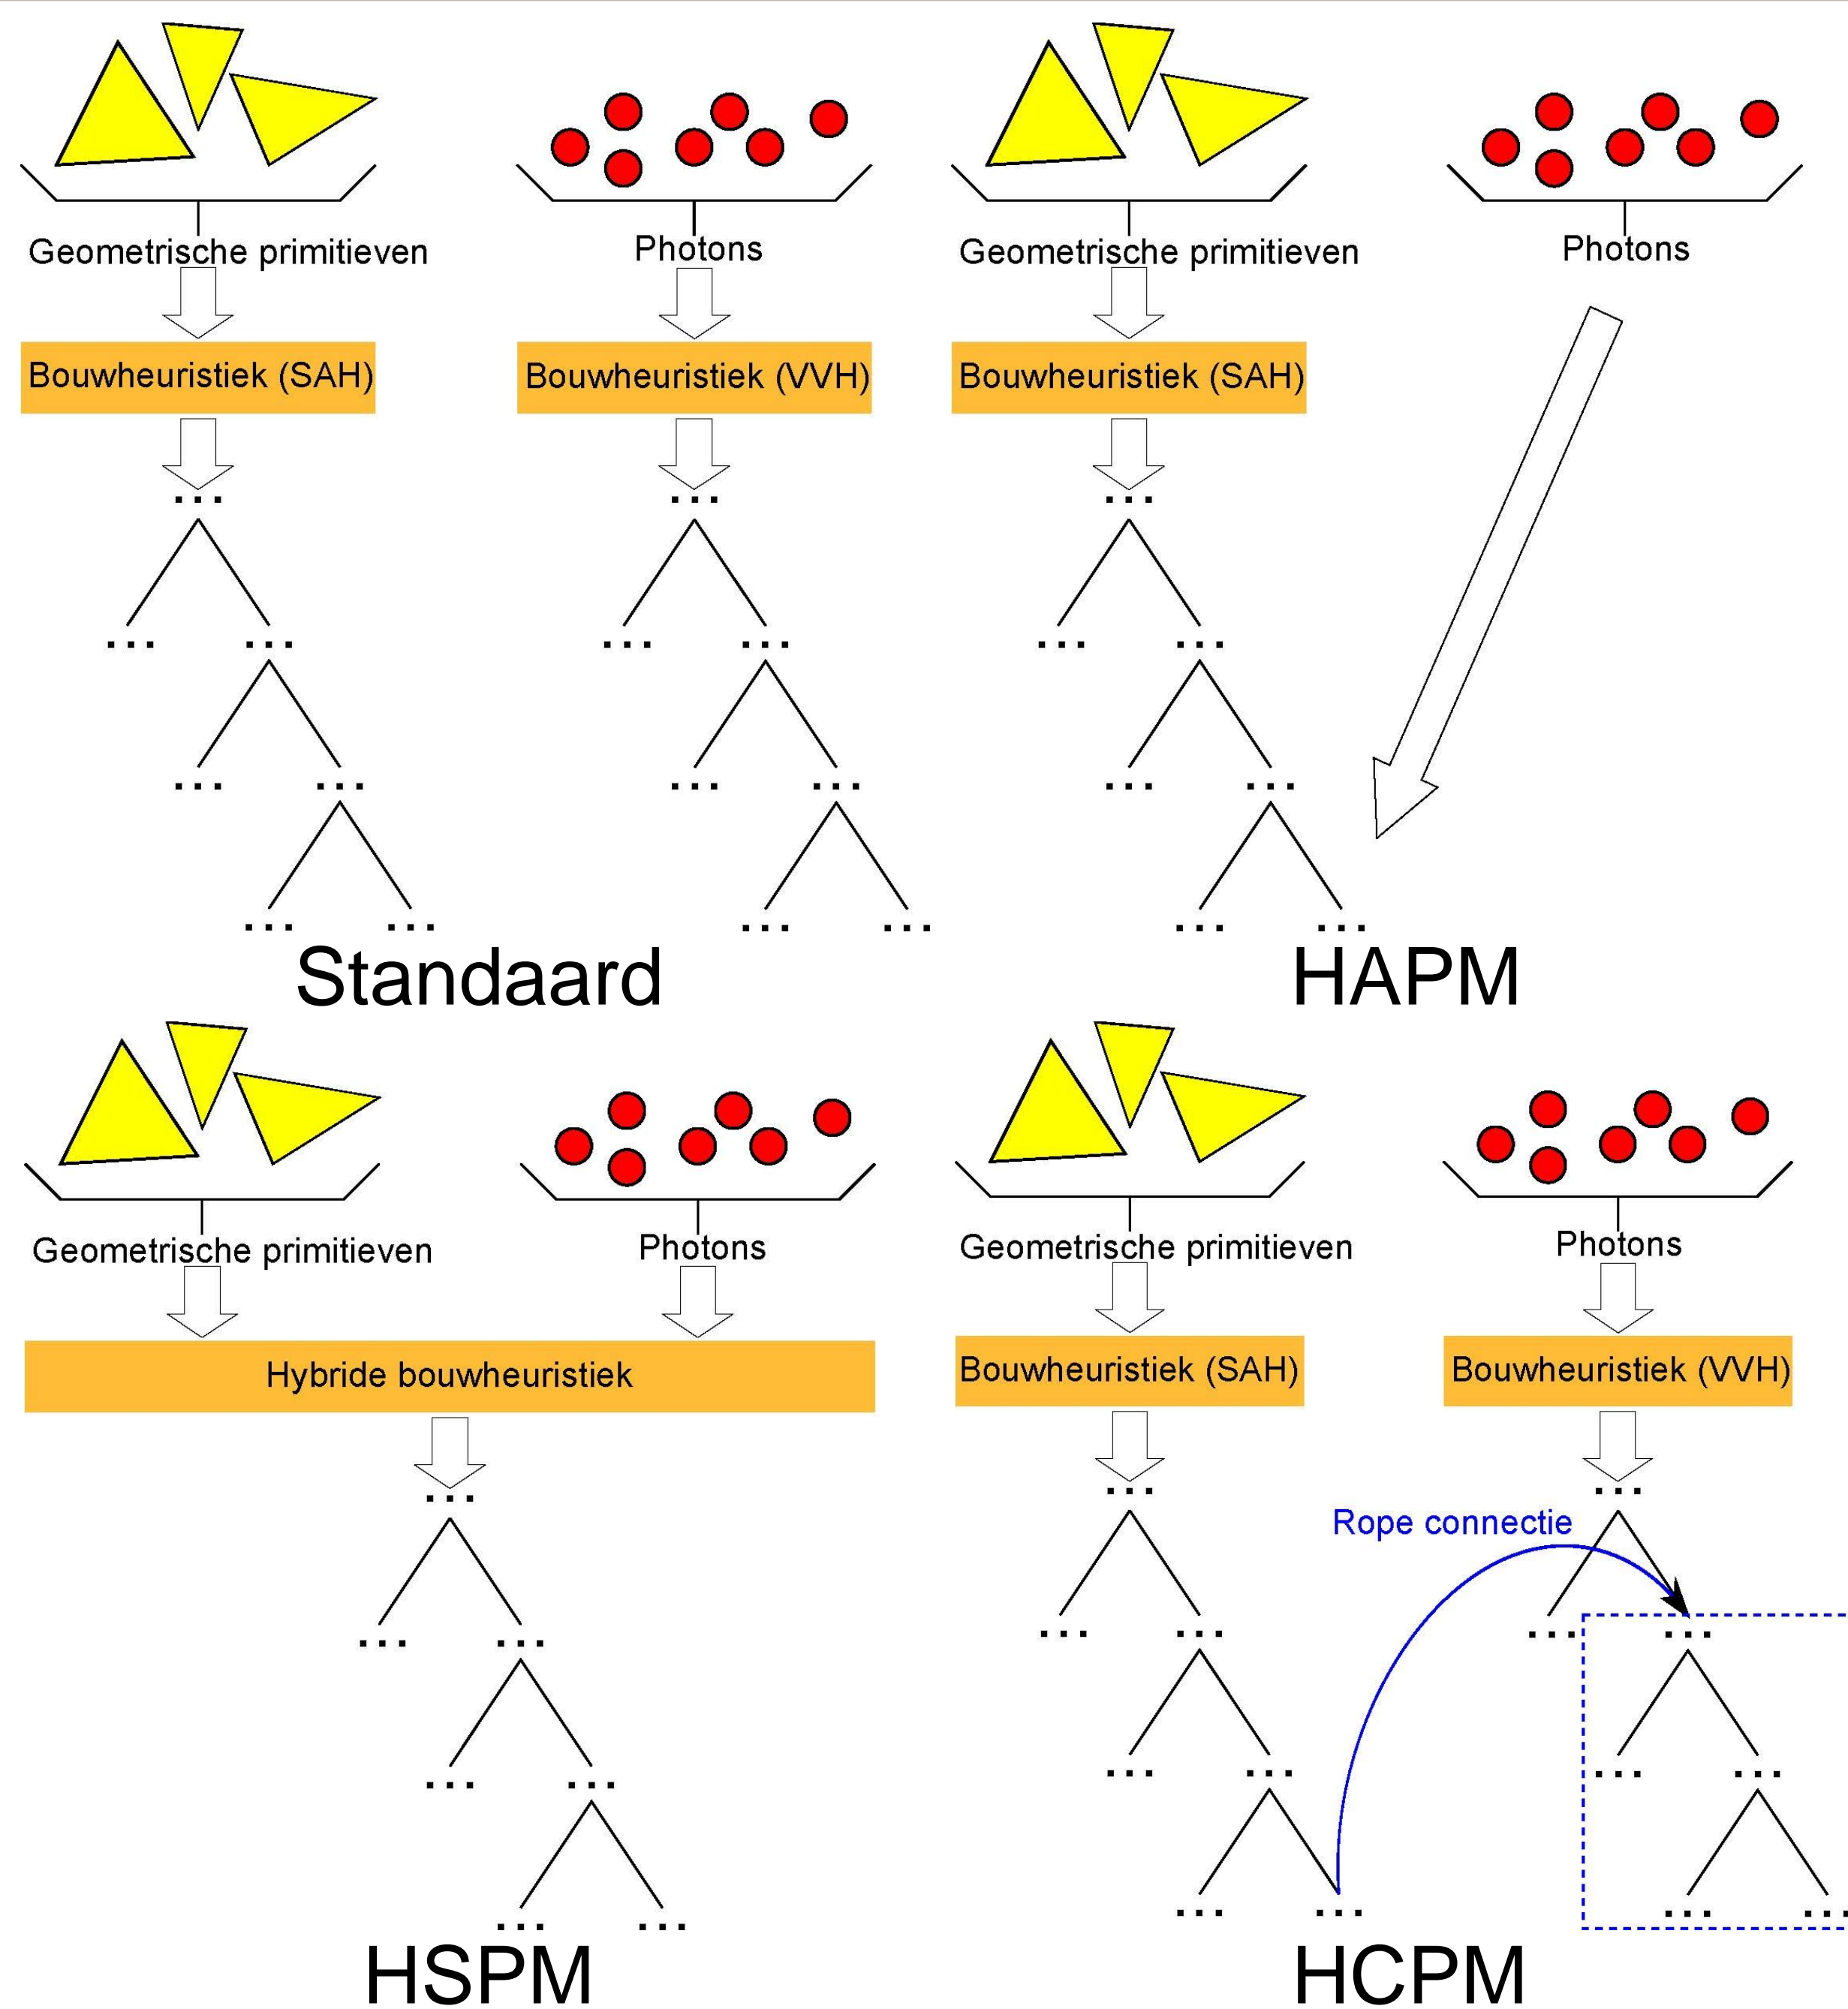 Geometrische primitieven
Photons
Bouwheuristiek (SAH)
Bouwheuristiek (VVH)
Standaard
Geometrische primitieven
Photons
Bouwheuristiek (SAH)
HAPM
Geometrische primitieven
Photons
Hybride bouwheuristiek
HSPM
Geometrische primitieven
Photons
Bouwheuristiek (SAH)
Bouwheuristiek (VVH)
Rope connectie
HCPM